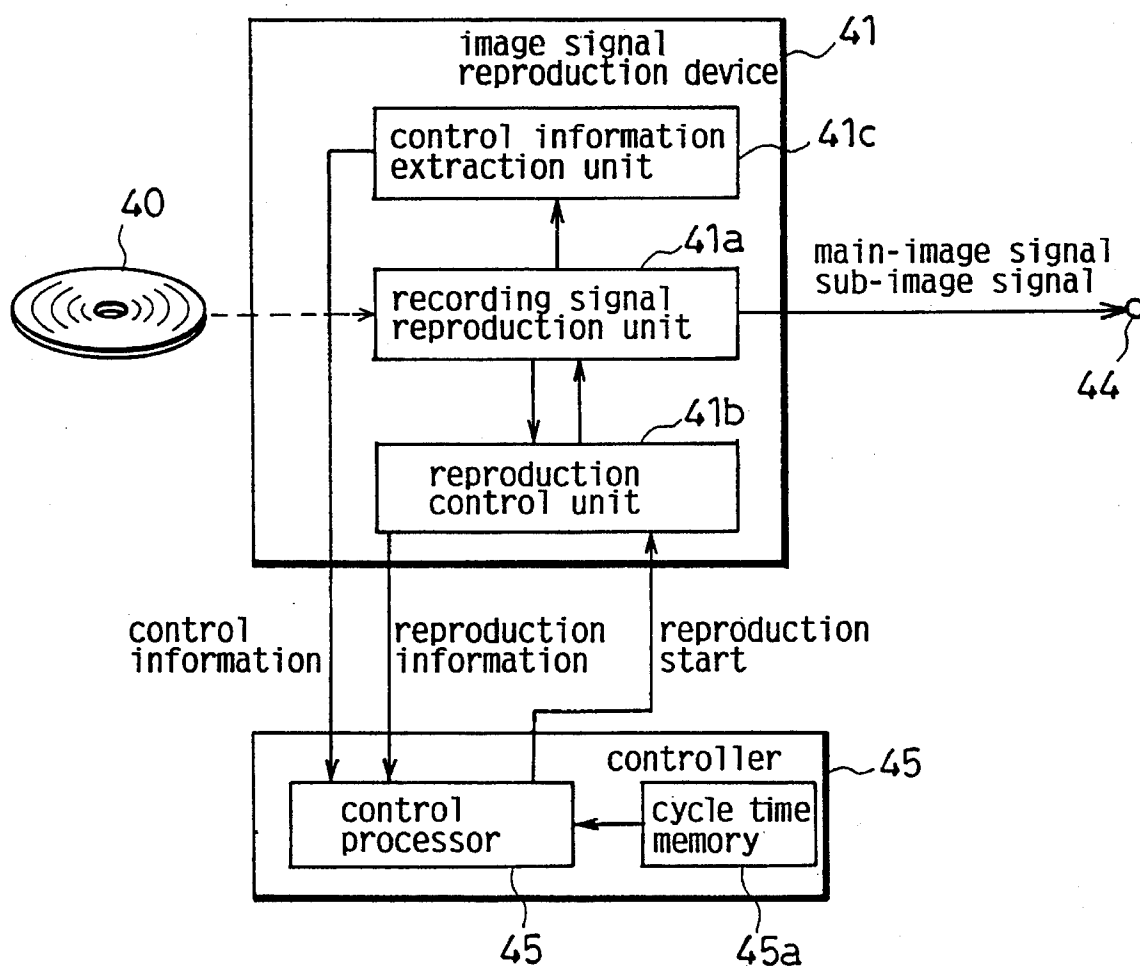 image signal
reproduction device
41
control information
extraction unit
41c
40
41a
recording signal
reproduction unit
main-image signal
sub-image signal
44
41b
reproduction
control unit
control
information
reproduction
information
reproduction
start
controller
45
control
processor
cycle time
memory
45
45a